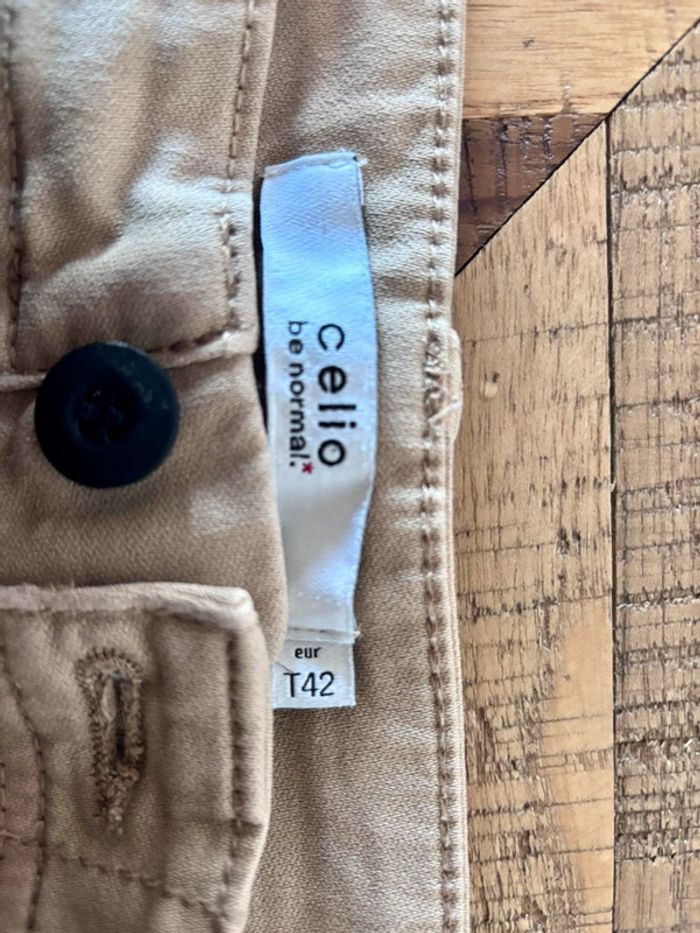 celio
be normal.*
eur
T42